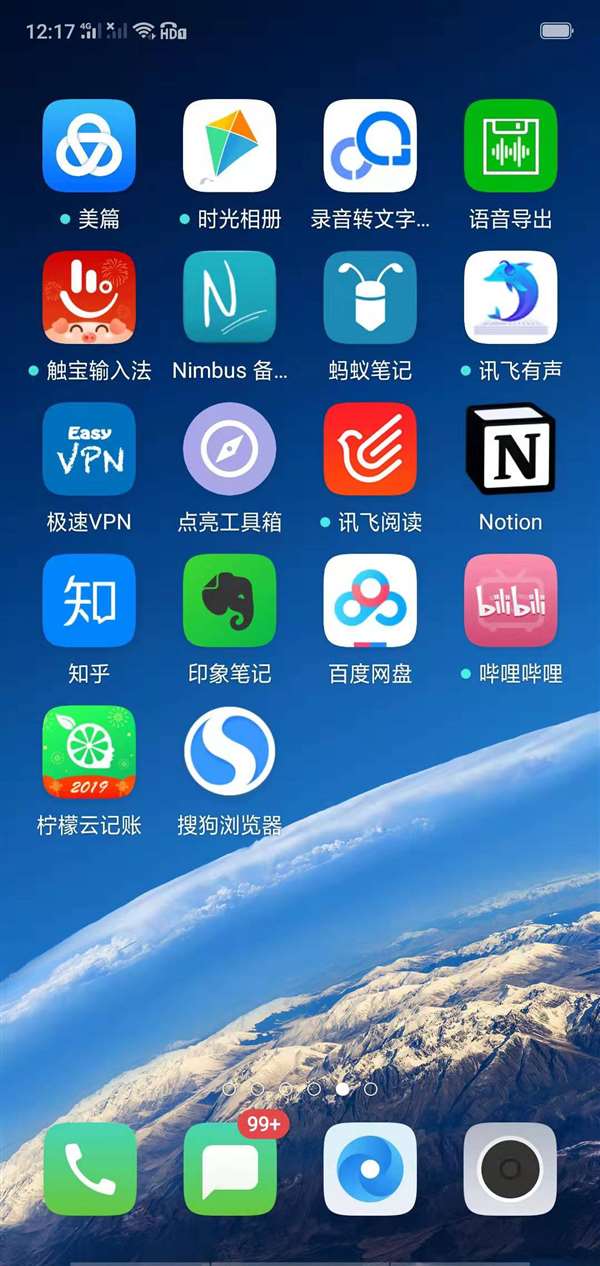 12:17 4G HD1
美篇 时光相册 录音转文字... 语音导出
触宝输入法 Nimbus 备... 蚂蚁笔记 讯飞有声
Easy
VPN
N
极速VPN 点亮工具箱 讯飞阅读 Notion
知
bilibili
知乎 印象笔记 百度网盘 哔哩哔哩
2019
柠檬云记账 搜狗浏览器
99+